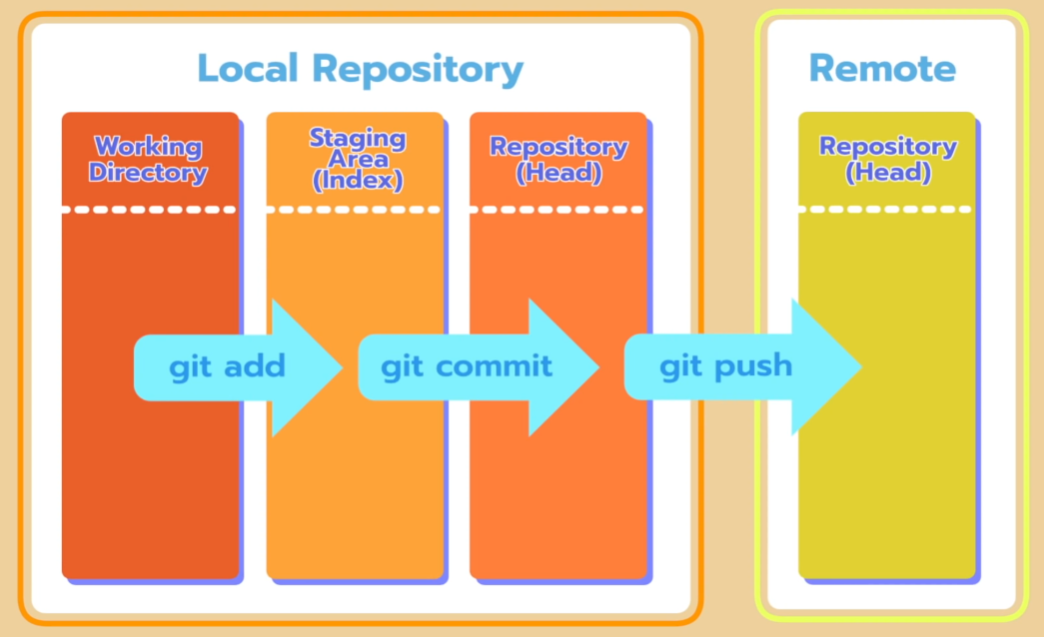 Local Repository
Remote
Working
Directory
Staging
Area
(Index)
Repository
(Head)
Repository
(Head)
git add
git commit
git push